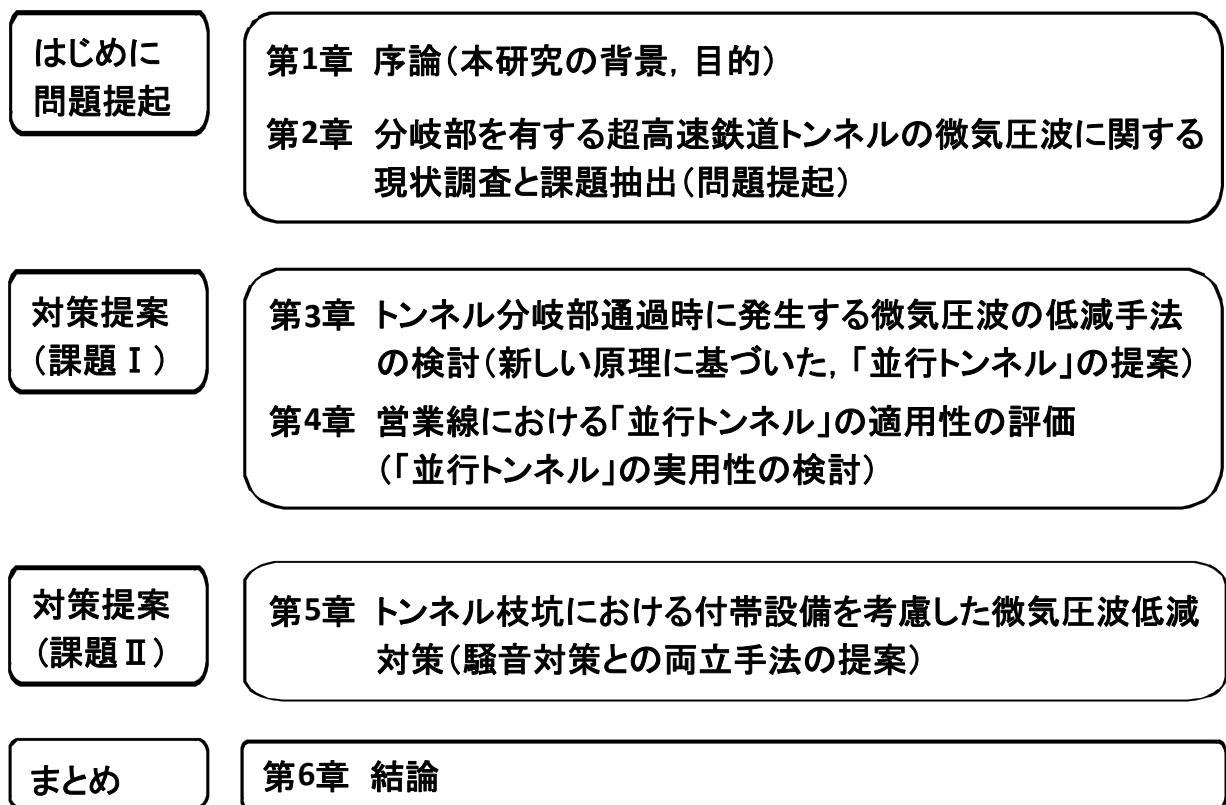 はじめに
問題提起
第1章 序論(本研究の背景, 目的)
第2章 分岐部を有する超高速鉄道トンネルの微気圧波に関する
現状調査と課題抽出(問題提起)
対策提案
(課題Ⅰ)
第3章 トンネル分岐部通過時に発生する微気圧波の低減手法
の検討(新しい原理に基づいた, 「並行トンネル」の提案)
第4章 営業線における「並行トンネル」の適用性の評価
(「並行トンネル」の実用性の検討)
対策提案
(課題Ⅱ)
第5章 トンネル枝坑における付帯設備を考慮した微気圧波低減
対策(騒音対策との両立手法の提案)
まとめ
第6章 結論